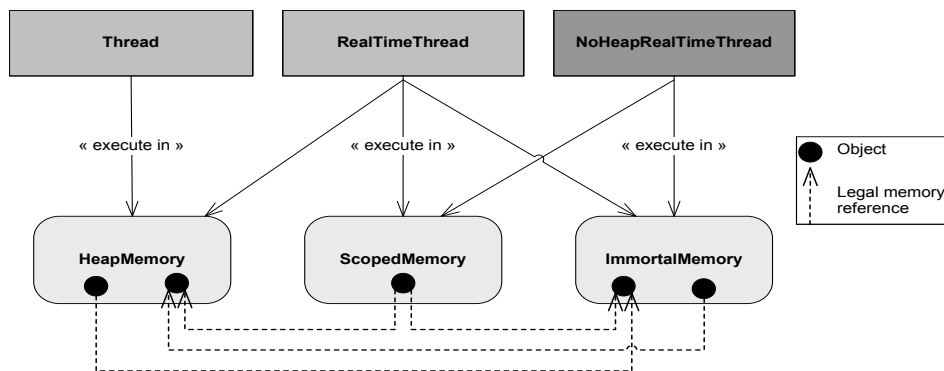 Thread
RealTimeThread
NoHeapRealTimeThread
« execute in »
« execute in »
« execute in »
Object
Legal memory
reference
HeapMemory
ScopedMemory
ImmortalMemory